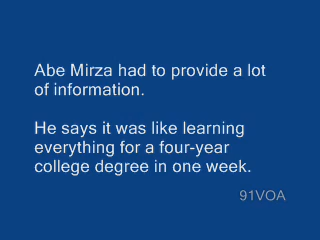 Abe Mirza had to provide a lot
of information.
He says it was like learning
everything for a four-year
college degree in one week.
91VOA